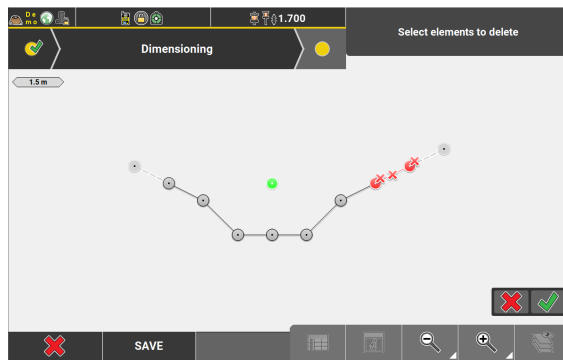 De
mo
1.700
Select elements to delete
Dimensioning
1.5 m
SAVE